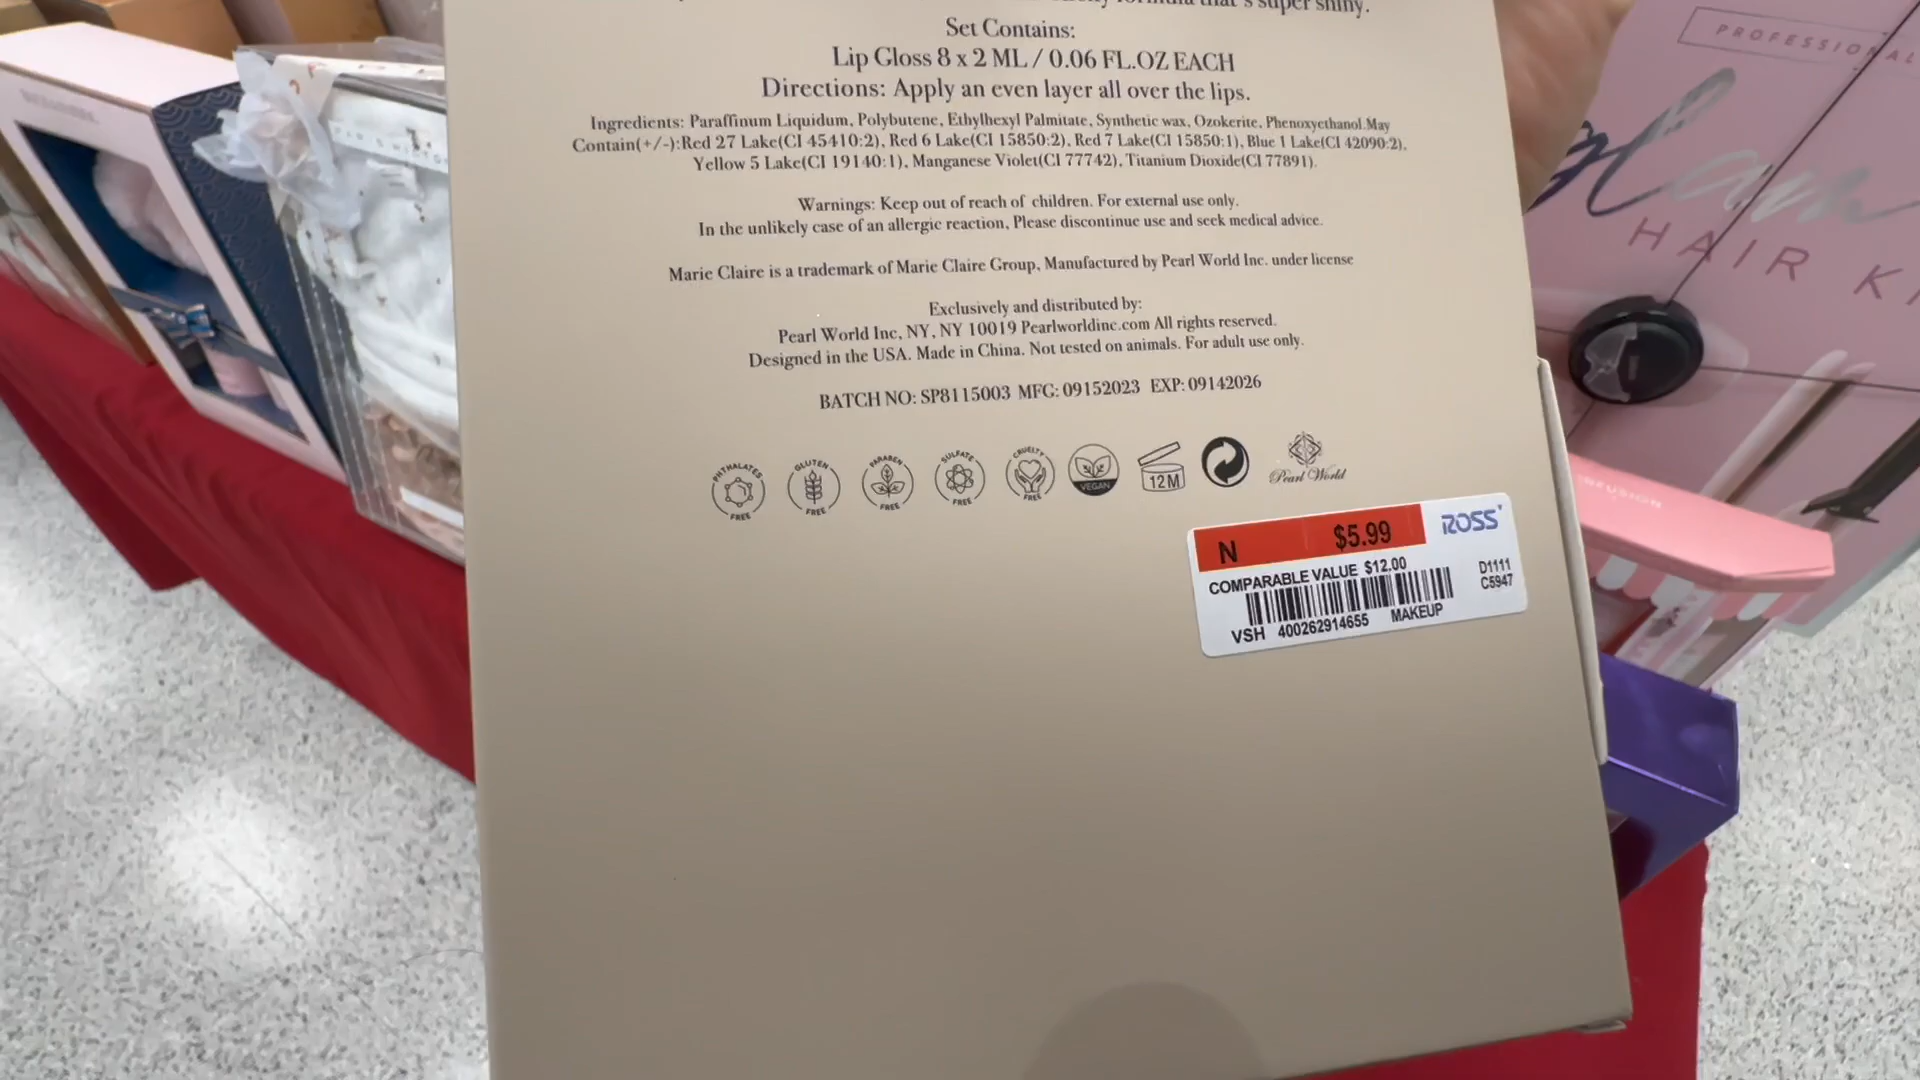 formula that's super shiny.
Set Contains:
Lip Gloss 8 x 2 ML / 0.06 FL.OZ EACH
Directions: Apply an even layer all over the lips.
Ingredients: Paraffinum Liquidum, Polybutene, Ethylhexyl Palmitate, Synthetic wax, Ozokerite, Phenoxyethanol.May
Contain(+/-):Red 27 Lake(CI 45410:2), Red 6 Lake(CI 15850:2), Red 7 Lake(CI 15850:1), Blue 1 Lake(CI 42090:2),
Yellow 5 Lake(CI 19140:1), Manganese Violet(CI 77742), Titanium Dioxide(CI 77891).
Warnings: Keep out of reach of children. For external use only.
In the unlikely case of an allergic reaction, Please discontinue use and seek medical advice.
Marie Claire is a trademark of Marie Claire Group, Manufactured by Pearl World Inc. under license
Exclusively and distributed by:
Pearl World Inc, NY, NY 10019 Pearlworldinc.com All rights reserved.
Designed in the USA. Made in China. Not tested on animals. For adult use only.
BATCH NO: SP8115003 MFG: 09152023 EXP: 09142026
PHTHALATES FREE
GLUTEN FREE
PARABEN FREE
SULFATE FREE
CRUELTY FREE
VEGAN
12M
Pearl World
N $5.99 ROSS
COMPARABLE VALUE $12.00 D1111
C5947
VSH 400262914655 MAKEUP
PROFESSIONAL
glam
HAIR K